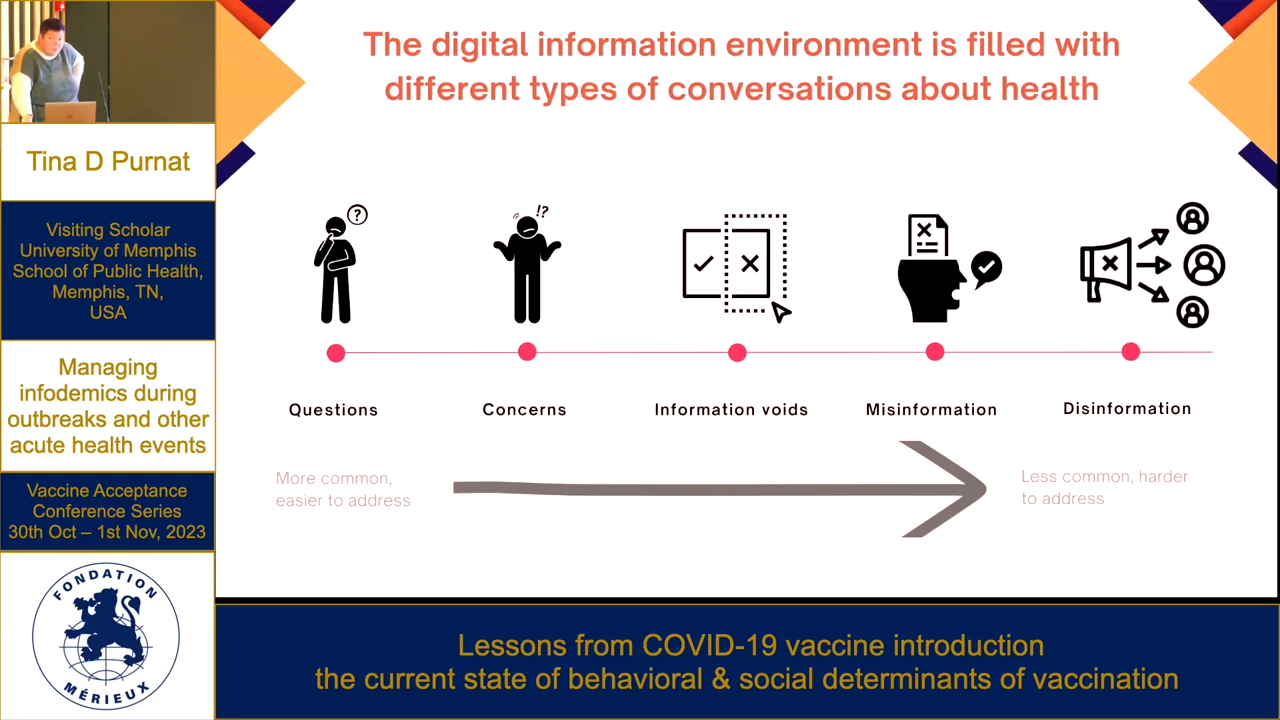 The digital information environment is filled with
different types of conversations about health
Tina D Purnat
Visiting Scholar
University of Memphis
School of Public Health,
Memphis, TN,
USA
Managing
infodemics during
outbreaks and other
acute health events
Vaccine Acceptance
Conference Series
30th Oct – 1st Nov, 2023
FONDATION
MÉRIEUX
?
!?
Questions
Concerns
Information voids
Misinformation
Disinformation
More common,
easier to address
Less common, harder
to address
Lessons from COVID-19 vaccine introduction
the current state of behavioral & social determinants of vaccination